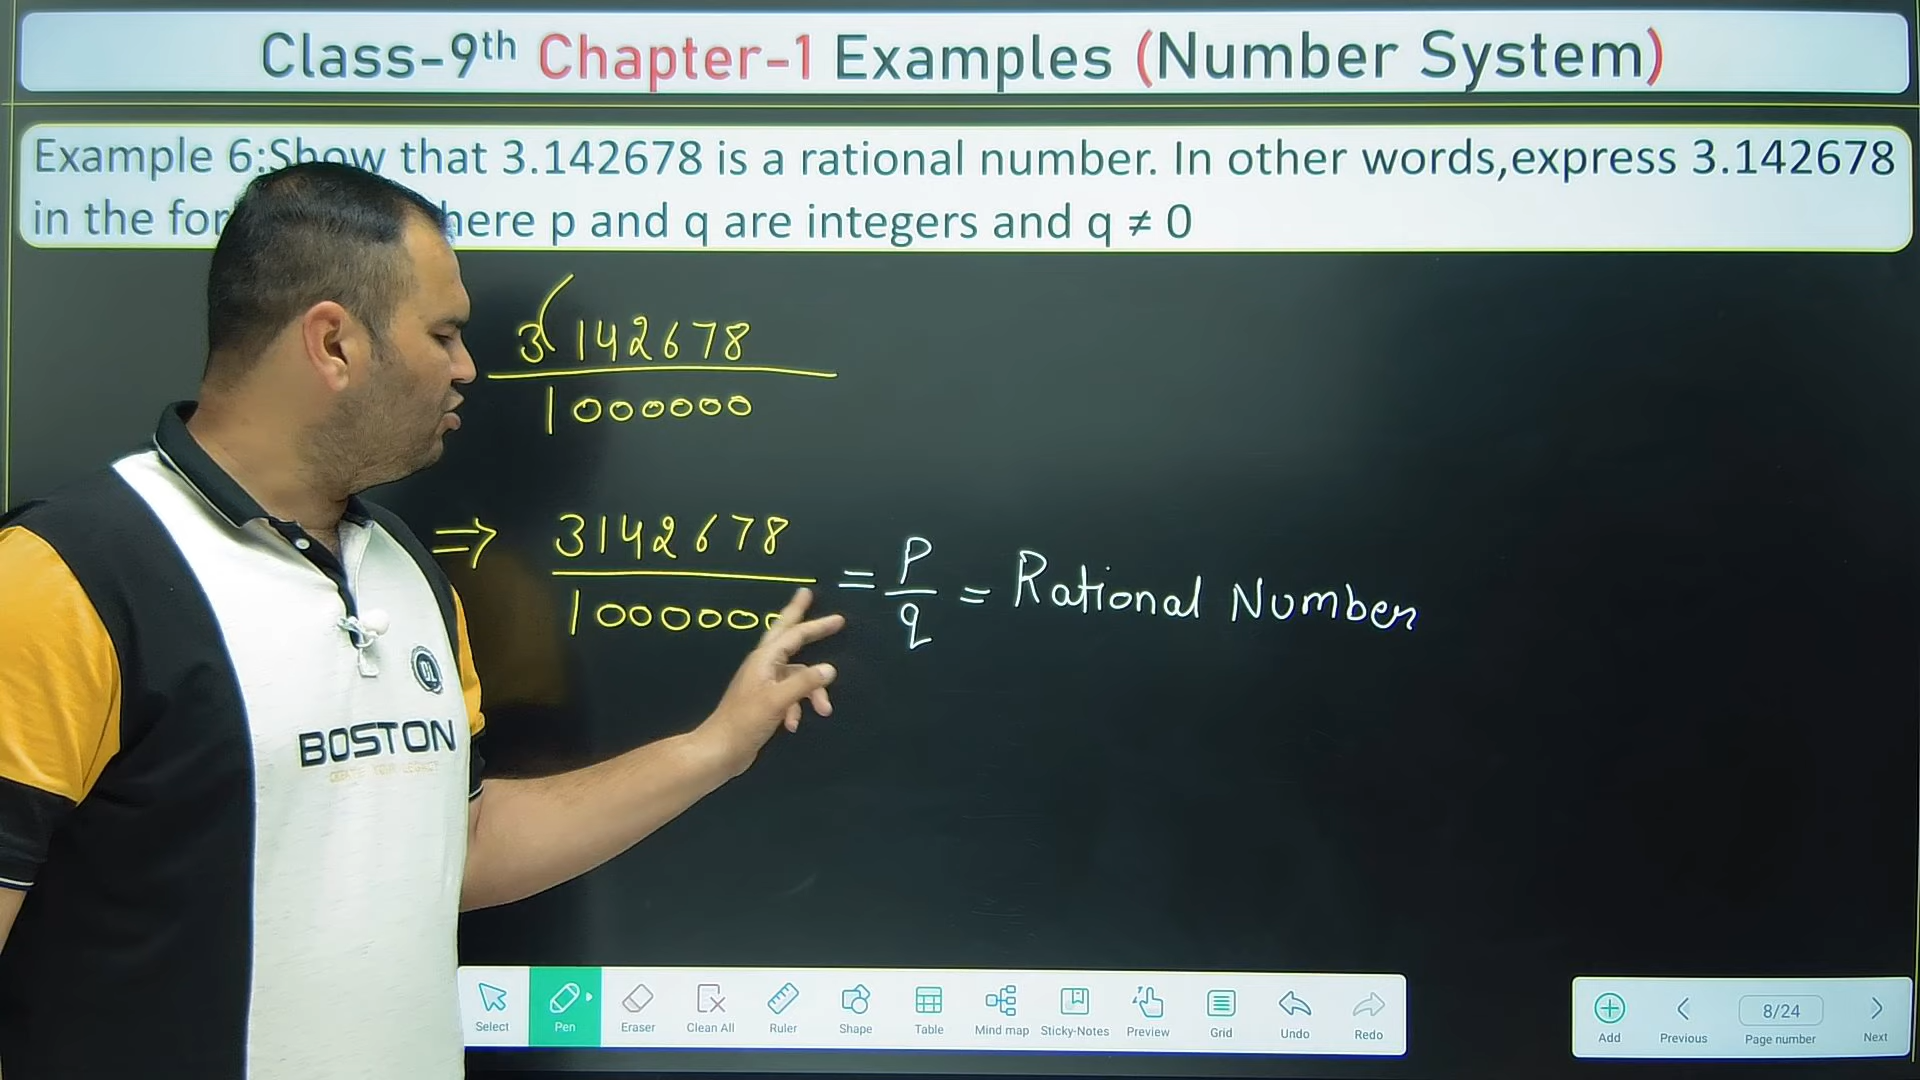 Class-9th Chapter-1 Examples (Number System)
Example 6:Show that 3.142678 is a rational number. In other words,express 3.142678
in the for here p and q are integers and q ≠ 0
3 142678
1000000
⇒ 3142678 = p = Rational Number
1000000 q
BOSTON
Select Pen Eraser Clean All Ruler Shape Table Mind map Sticky-Notes Preview Grid Undo Redo
Add Previous 8/24 Page number Next